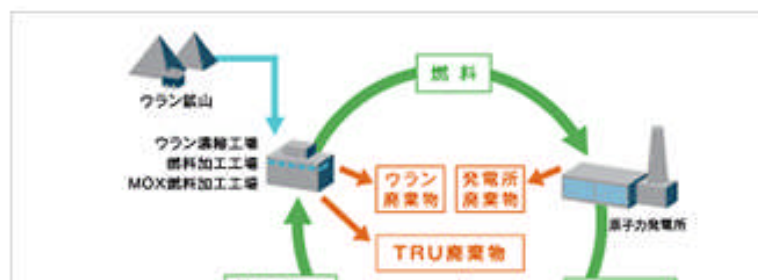 燃料
ウラン鉱山
ウラン濃縮工場
燃料加工工場
MOX燃料加工工場
ウラン
廃棄物
発電所
廃棄物
原子力発電所
TRU廃棄物